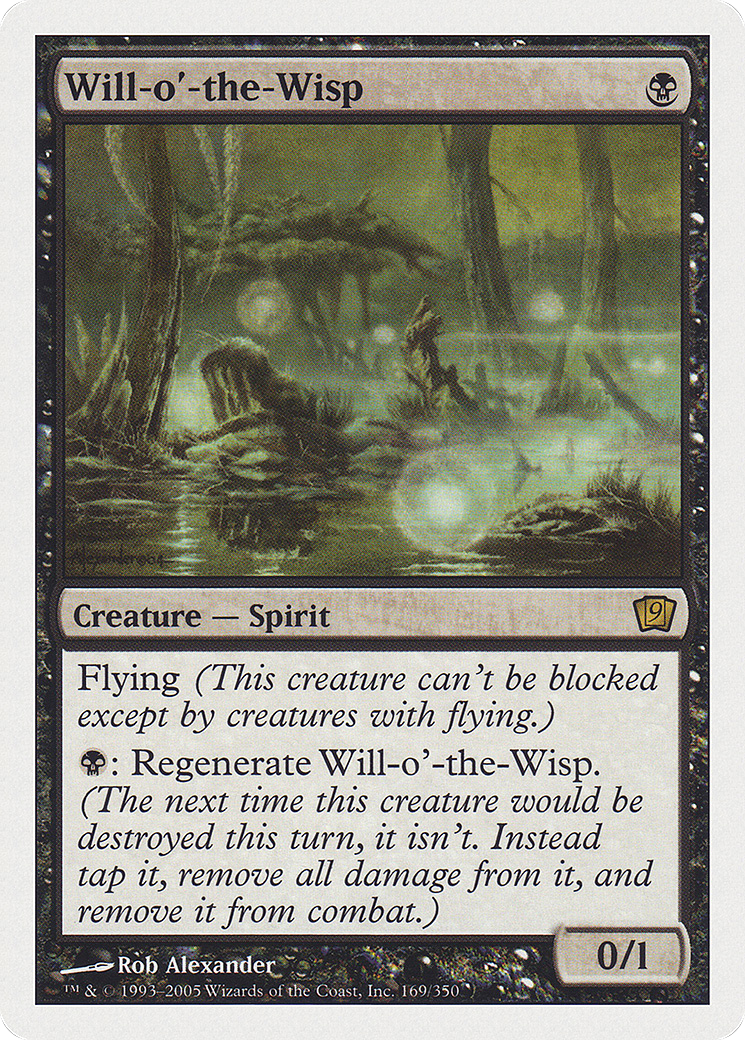 Will-o'-the-Wisp
Creature — Spirit
9
Flying (This creature can't be blocked
except by creatures with flying.)
: Regenerate Will-o'-the-Wisp.
(The next time this creature would be
destroyed this turn, it isn't. Instead
tap it, remove all damage from it, and
remove it from combat.)
0/1
Rob Alexander
™ & © 1993–2005 Wizards of the Coast, Inc. 169/350